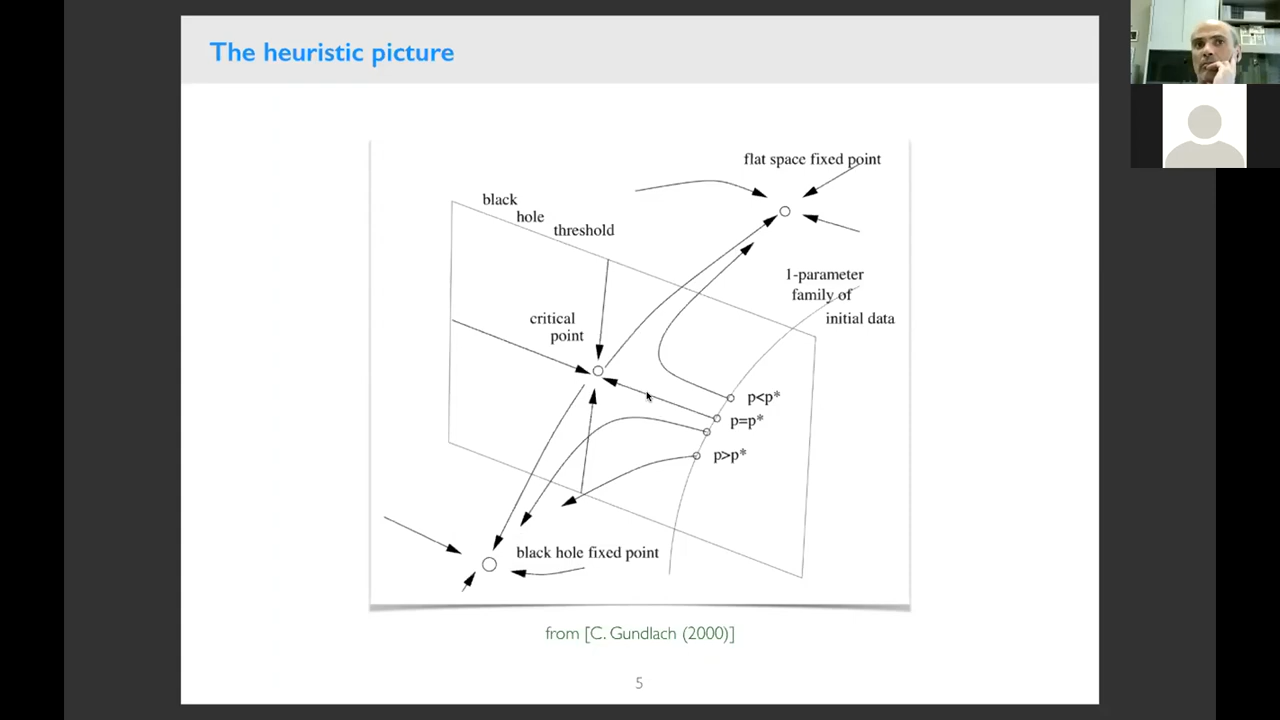 The heuristic picture
flat space fixed point
black
hole
threshold
1-parameter
family of
initial data
critical
point
p<p*
p=p*
p>p*
black hole fixed point
from [C. Gundlach (2000)]
5